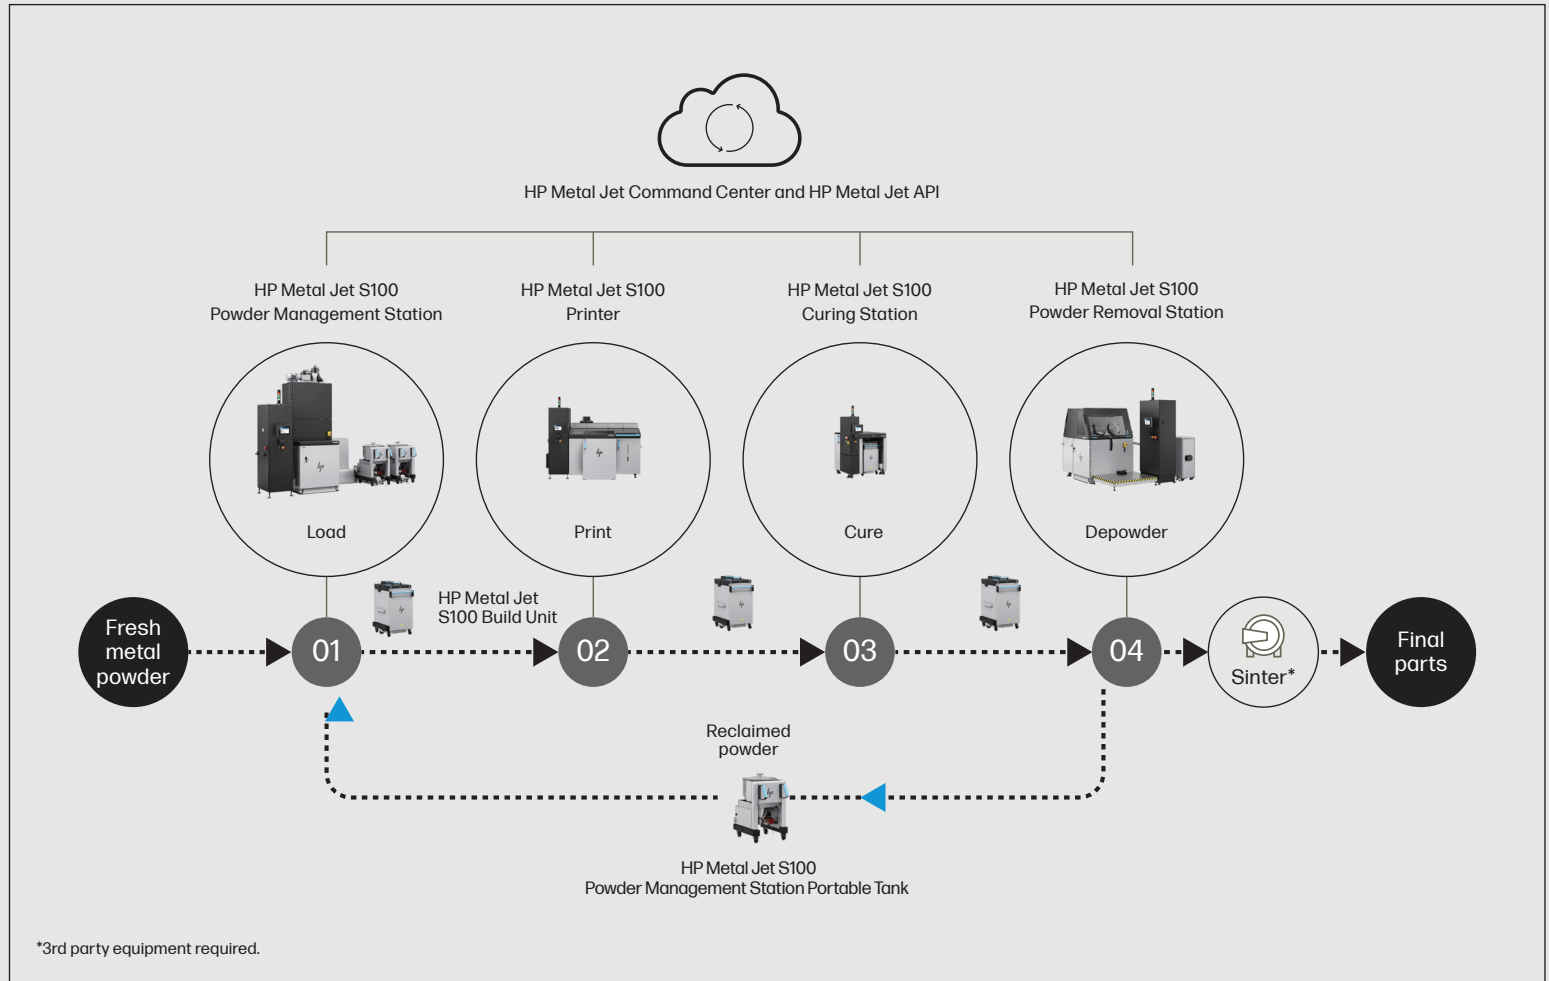 HP Metal Jet Command Center and HP Metal Jet API
HP Metal Jet S100
Powder Management Station
HP Metal Jet S100
Printer
HP Metal Jet S100
Curing Station
HP Metal Jet S100
Powder Removal Station
Load
Print
Cure
Depowder
HP Metal Jet
S100 Build Unit
Fresh
metal
powder
01
02
03
04
Sinter*
Final
parts
Reclaimed
powder
HP Metal Jet S100
Powder Management Station Portable Tank
*3rd party equipment required.